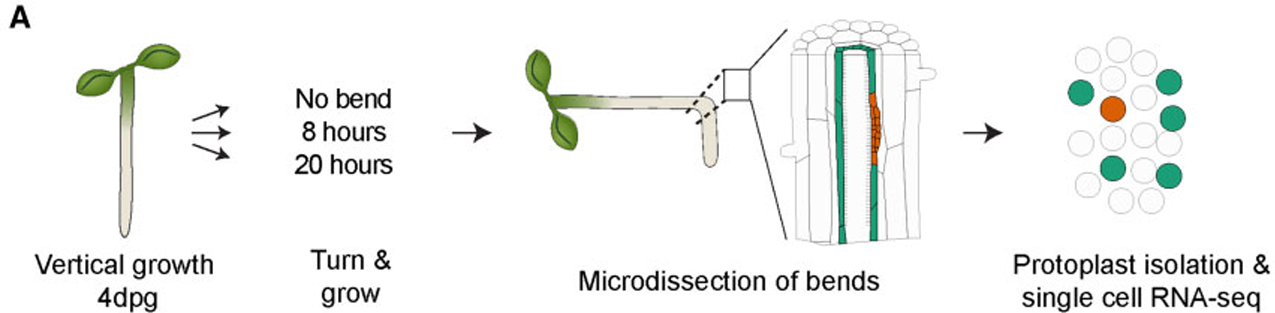 A
No bend
8 hours
20 hours
Vertical growth
4dpg
Turn &
grow
Microdissection of bends
Protoplast isolation &
single cell RNA-seq